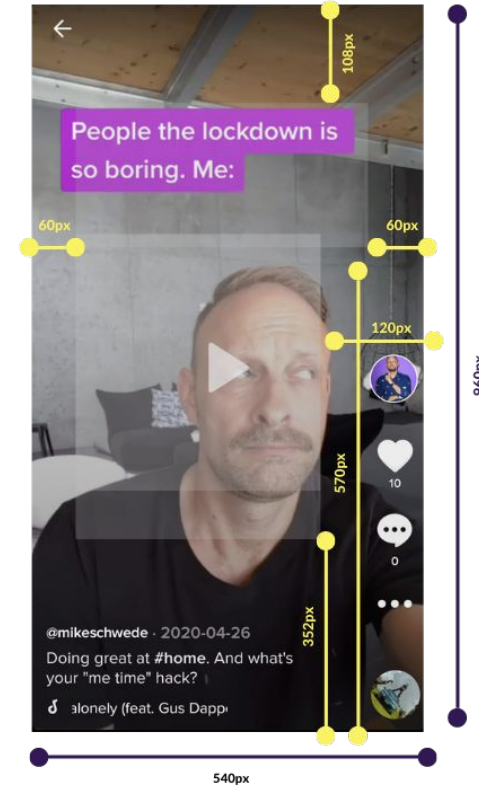 108px
People the lockdown is
so boring. Me:
60px
60px
120px
960px
570px
10
0
352px
@mikeschwede · 2020-04-26
Doing great at #home. And what's
your "me time" hack?
alonely (feat. Gus Dapp
540px